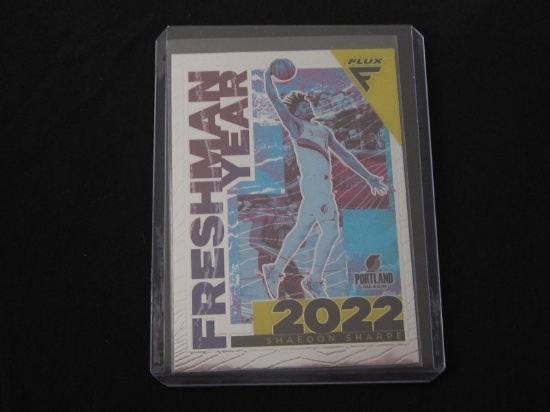 FLUX
FRESHMAN
YEAR
PORTLAND
TRAIL BLAZERS
2022
SHAEDON SHARPE